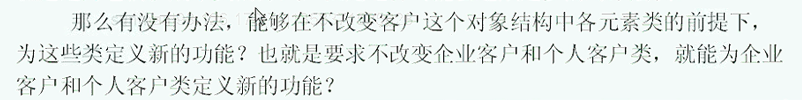 那么有没有办法，能够在不改变客户这个对象结构中各元素类的前提下，
为这些类定义新的功能？也就是要求不改变企业客户和个人客户类，就能为企业
客户和个人客户类定义新的功能？